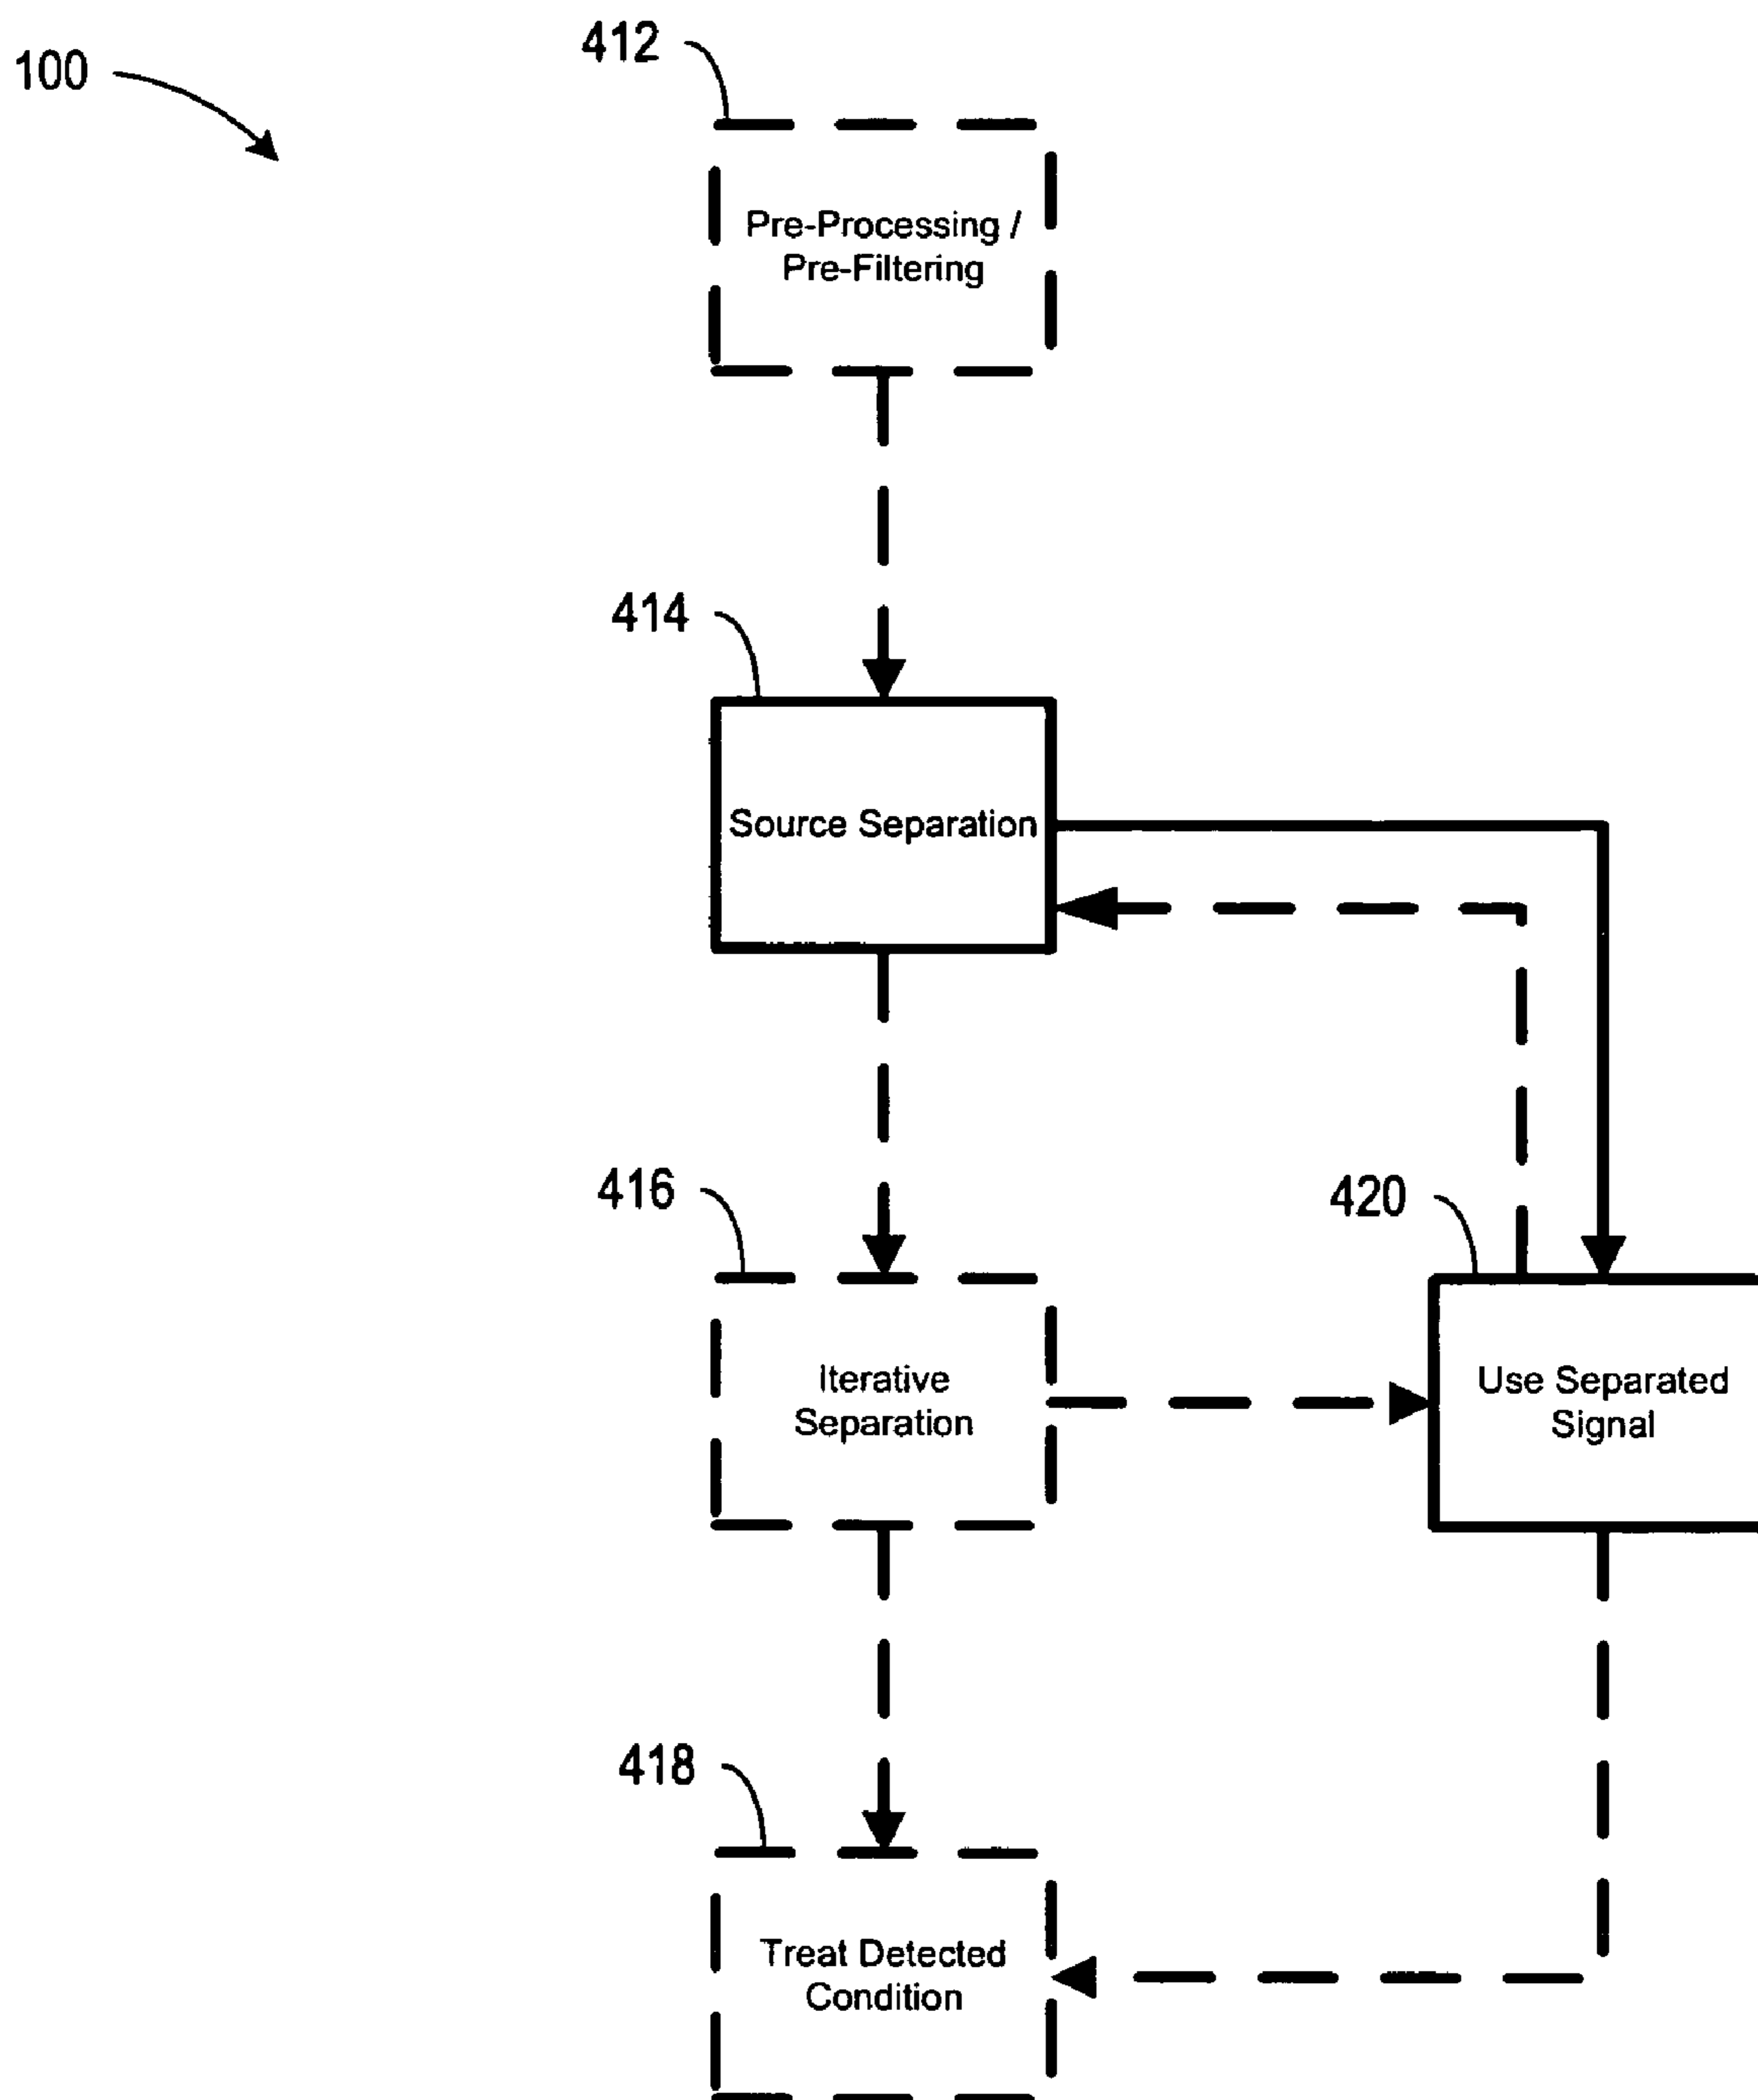 100
412
Pre-Processing /
Pre-Filtering
414
Source Separation
416
Iterative
Separation
420
Use Separated
Signal
418
Treat Detected
Condition